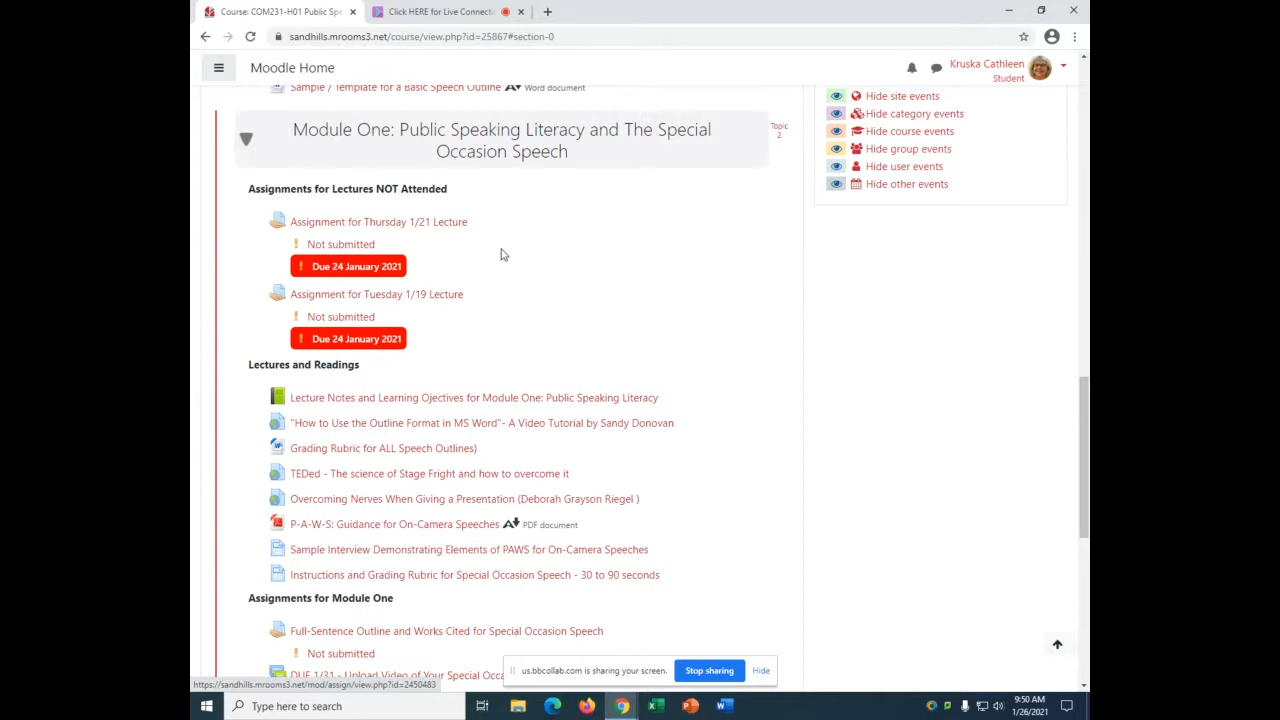 Course: COM231-H01 Public Sp
Click HERE for Live Connecti
sandhills.mrooms3.net/course/view.php?id=25867#section-0
Moodle Home
Kruska Cathleen
Student
Sample / Template for a Basic Speech Outline Word document
Hide site events
Hide category events
Hide course events
Hide group events
Hide user events
Hide other events
Module One: Public Speaking Literacy and The Special
Occasion Speech
Topic
2
Assignments for Lectures NOT Attended
Assignment for Thursday 1/21 Lecture
Not submitted
Due 24 January 2021
Assignment for Tuesday 1/19 Lecture
Not submitted
Due 24 January 2021
Lectures and Readings
Lecture Notes and Learning Ojectives for Module One: Public Speaking Literacy
"How to Use the Outline Format in MS Word"- A Video Tutorial by Sandy Donovan
Grading Rubric for ALL Speech Outlines)
TEDed - The science of Stage Fright and how to overcome it
Overcoming Nerves When Giving a Presentation (Deborah Grayson Riegel )
P-A-W-S: Guidance for On-Camera Speeches PDF document
Sample Interview Demonstrating Elements of PAWS for On-Camera Speeches
Instructions and Grading Rubric for Special Occasion Speech - 30 to 90 seconds
Assignments for Module One
Full-Sentence Outline and Works Cited for Special Occasion Speech
Not submitted
DUE 1/31 - Upload Video of Your Special Occa
us.bbcollab.com is sharing your screen. Stop sharing Hide
https://sandhills.mrooms3.net/mod/assign/view.php?id=2450483
Type here to search
9:50 AM
1/26/2021